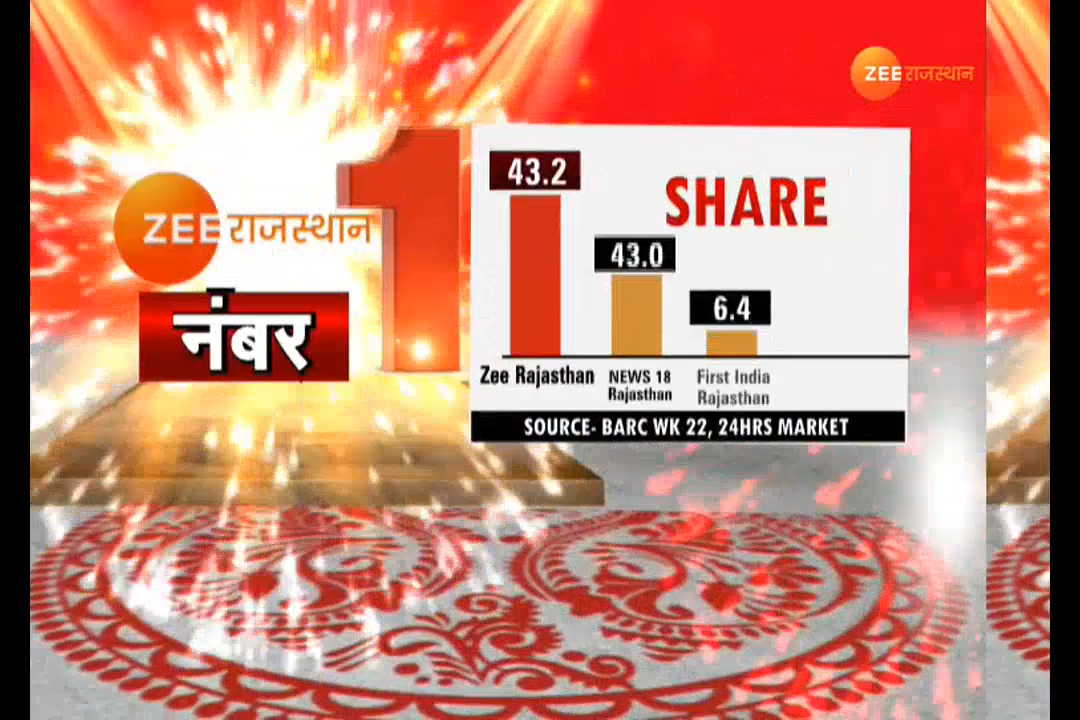 ZEE राजस्थान
ZEE राजस्थान
नंबर
1
SHARE
43.2
43.0
6.4
Zee Rajasthan
NEWS 18
Rajasthan
First India
Rajasthan
SOURCE- BARC WK 22, 24HRS MARKET